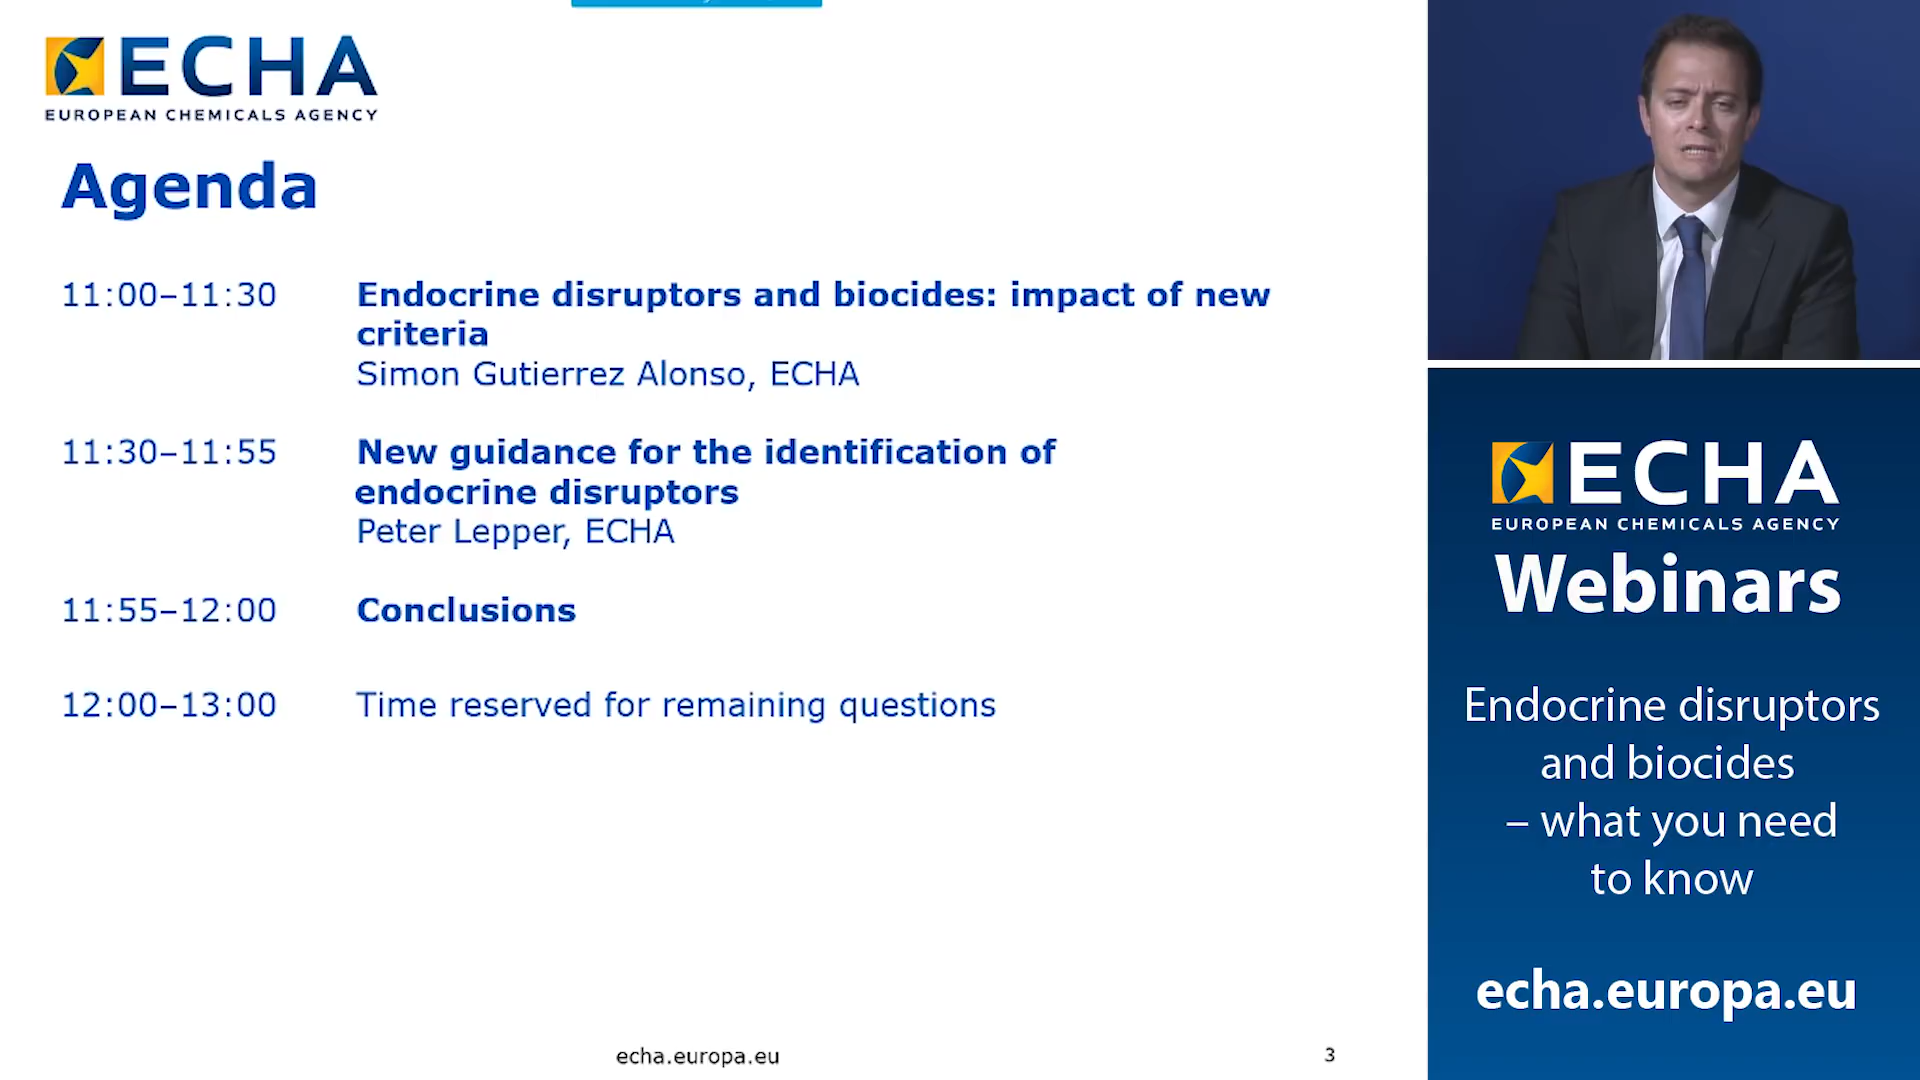 ECHA
EUROPEAN CHEMICALS AGENCY
Agenda
11:00–11:30 Endocrine disruptors and biocides: impact of new
criteria
Simon Gutierrez Alonso, ECHA
11:30–11:55 New guidance for the identification of
endocrine disruptors
Peter Lepper, ECHA
11:55–12:00 Conclusions
12:00–13:00 Time reserved for remaining questions
echa.europa.eu
3
ECHA
EUROPEAN CHEMICALS AGENCY
Webinars
Endocrine disruptors
and biocides
– what you need
to know
echa.europa.eu